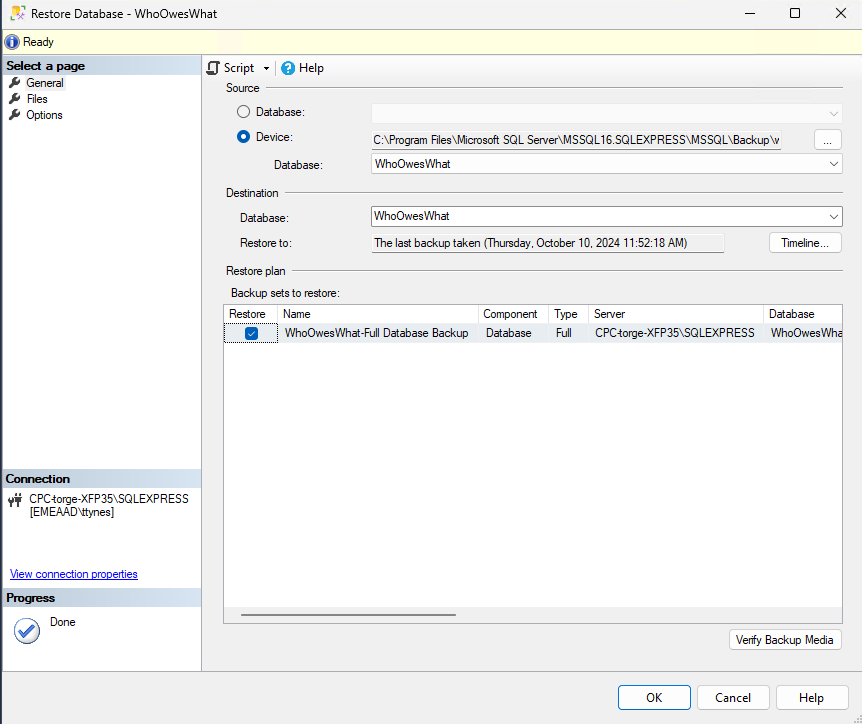 Restore Database - WhoOwesWhat
Ready
Select a page
General
Files
Options
Connection
CPC-torge-XFP35\SQLEXPRESS
[EMEAAD\ttynes]
View connection properties
Progress
Done
Script
Help
Source
Database:
Device:
C:\Program Files\Microsoft SQL Server\MSSQL16.SQLEXPRESS\MSSQL\Backup\w
...
Database:
WhoOwesWhat
Destination
Database:
WhoOwesWhat
Restore to:
The last backup taken (Thursday, October 10, 2024 11:52:18 AM)
Timeline...
Restore plan
Backup sets to restore:
Restore Name Component Type Server Database
WhoOwesWhat-Full Database Backup Database Full CPC-torge-XFP35\SQLEXPRESS WhoOwesWha
Verify Backup Media
OK Cancel Help